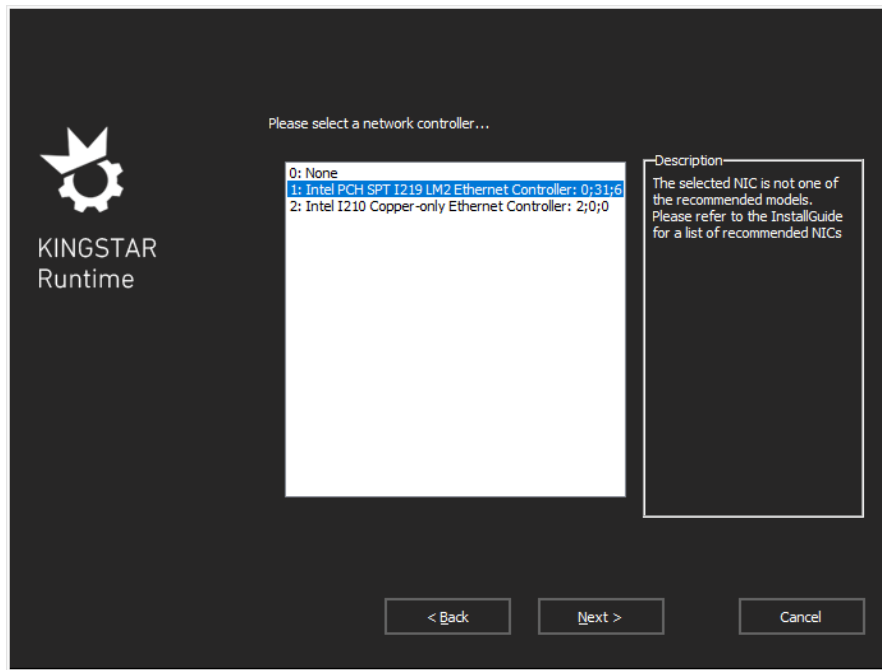 KINGSTAR
Runtime
Please select a network controller...
0: None
1: Intel PCH SPT I219 LM2 Ethernet Controller: 0;31;6
2: Intel I210 Copper-only Ethernet Controller: 2;0;0
Description
The selected NIC is not one of
the recommended models.
Please refer to the InstallGuide
for a list of recommended NICs
< Back
Next >
Cancel